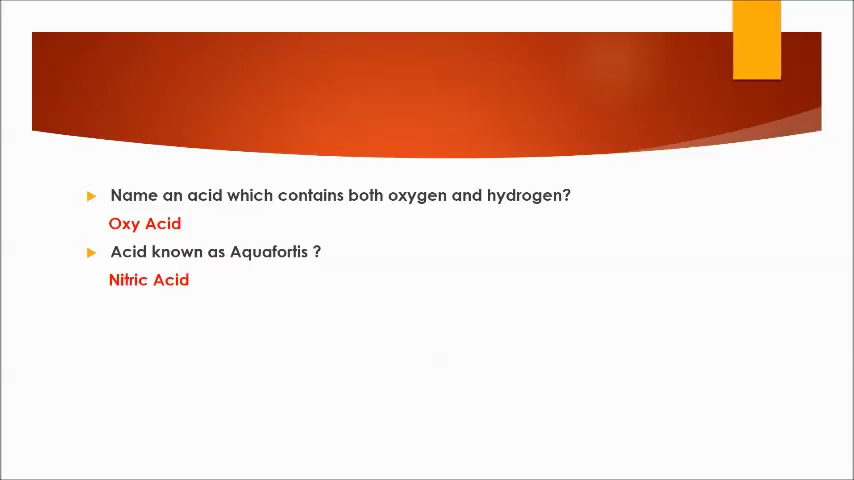 Name an acid which contains both oxygen and hydrogen?
Oxy Acid
Acid known as Aquafortis ?
Nitric Acid